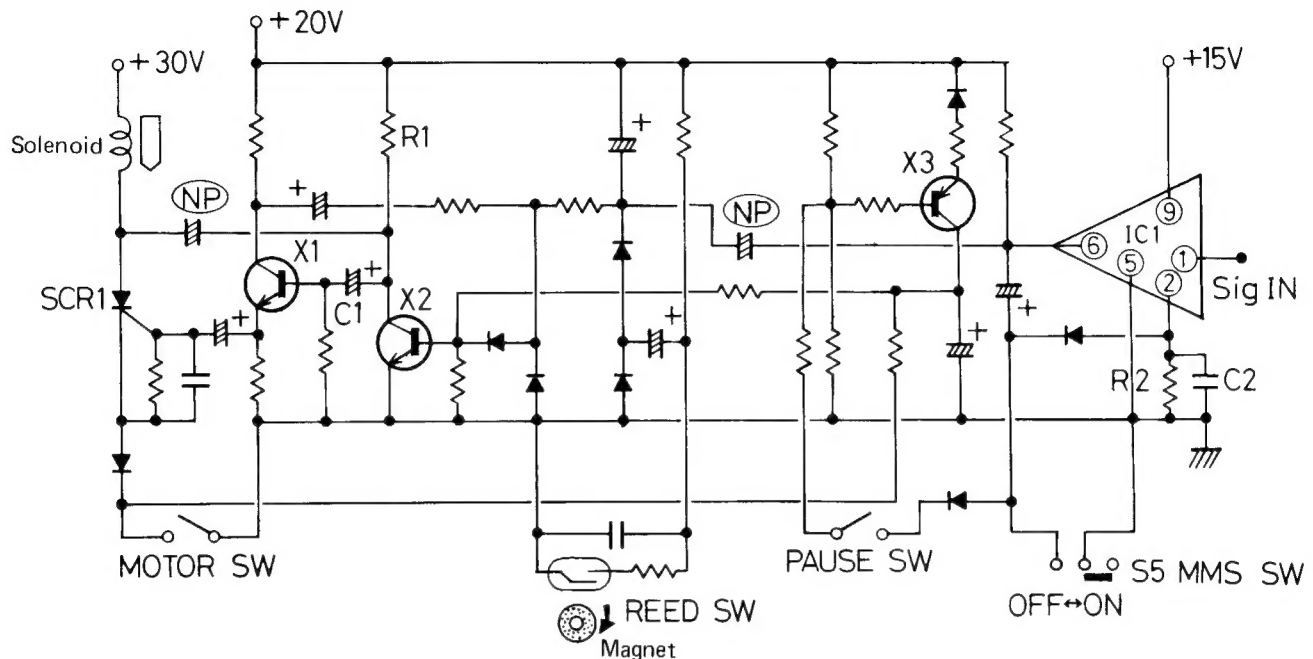 +20V
+30V
+15V
Solenoid
R1
X3
NP
+
+
NP
9
6
IC1
5
1
2
X1
SCR1
+
C1
+
X2
+
+
+
Sig IN
R2
C2
MOTOR SW
PAUSE SW
S5 MMS SW
OFF↔ON
REED SW
Magnet